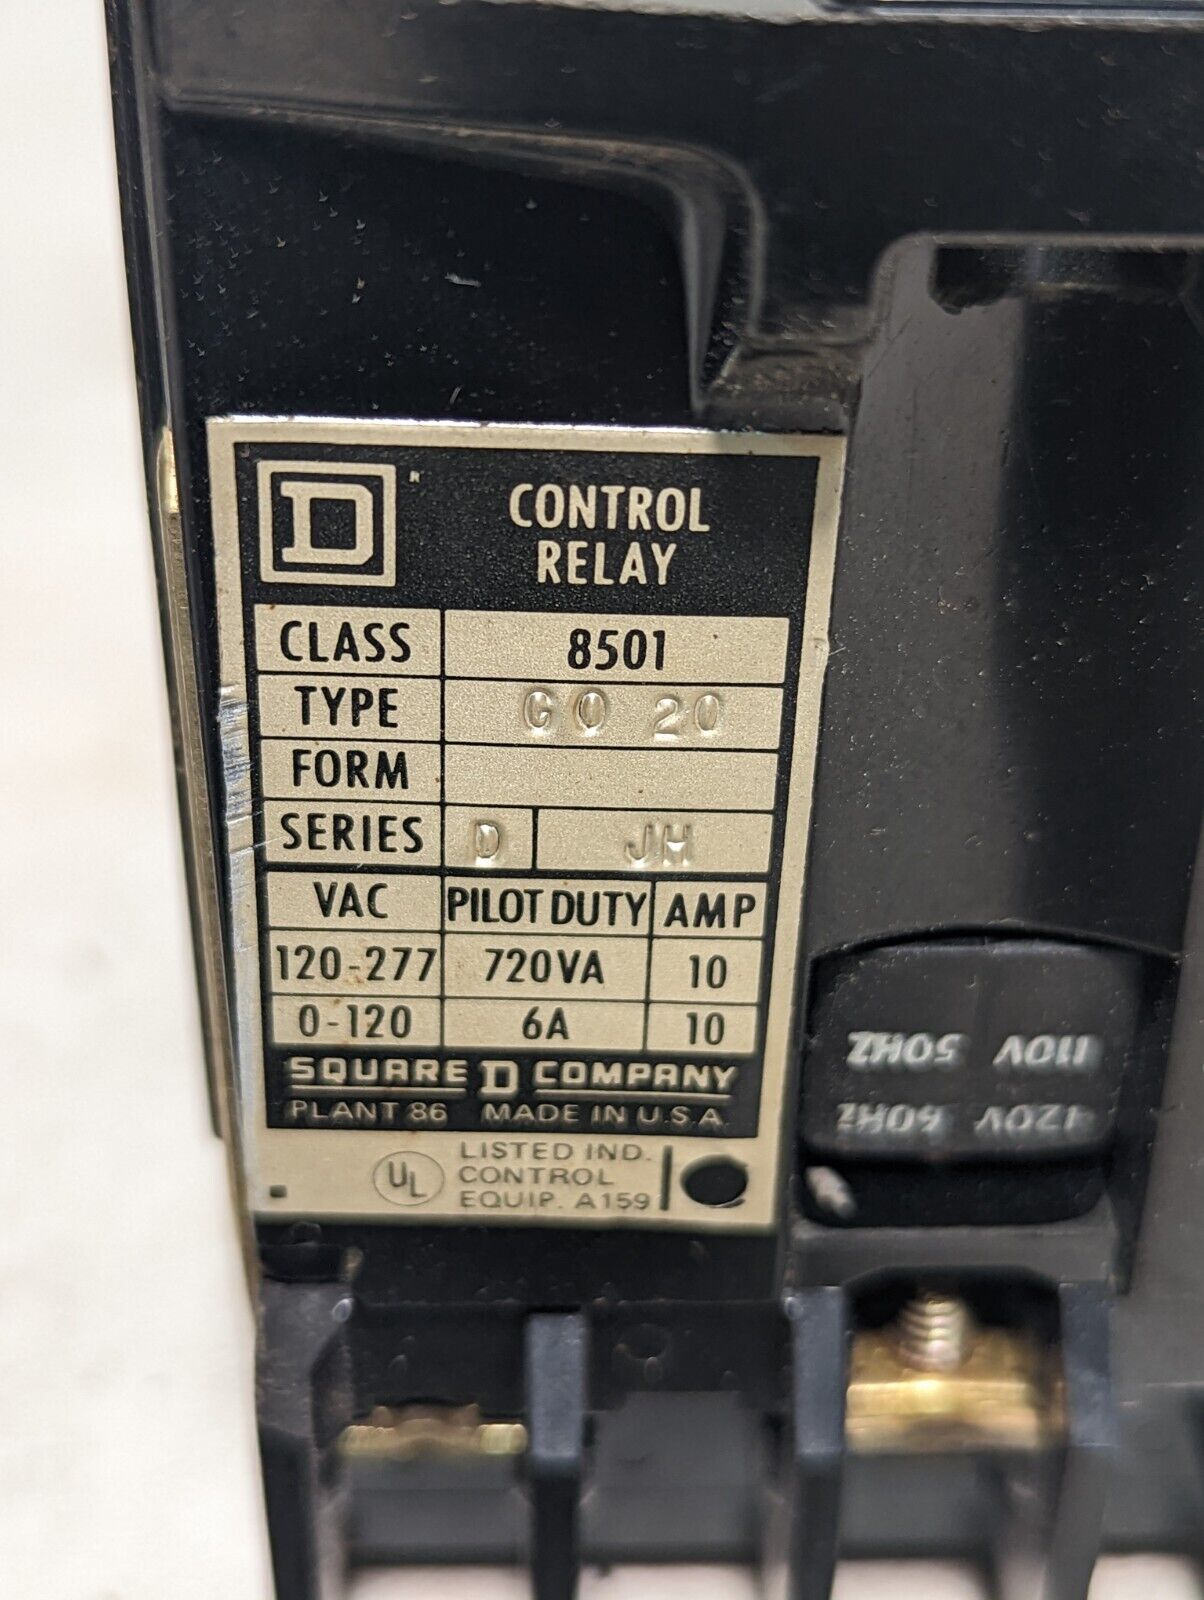 D
CONTROL
RELAY
CLASS 8501
TYPE GO 20
FORM
SERIES D JH
VAC PILOT DUTY AMP
120-277 720VA 10
0-120 6A 10
SQUARE D COMPANY
PLANT 86 MADE IN U.S.A.
UL
LISTED IND.
CONTROL
EQUIP. A159
120V 60Hz
110V 50HZ